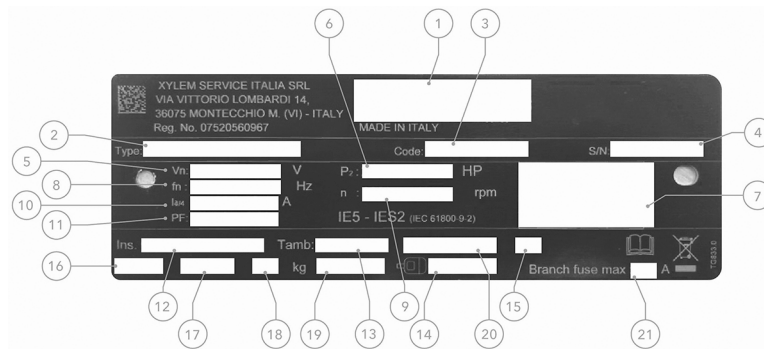 6
1
3
XYLEM SERVICE ITALIA SRL
VIA VITTORIO LOMBARDI 14,
36075 MONTECCHIO M. (VI) - ITALY
Reg. No. 07520560967
MADE IN ITALY
2
4
Type:
Code:
S/N:
5
Vn: V
P₂: HP
8
fn: Hz
n : rpm
7
10
A
11
PF:
IE5 - IES2 (IEC 61800-9-2)
Ins.
Tamb:
16
kg
Branch fuse max A
TG833.0
12
17
18
19
13
9
14
20
15
21